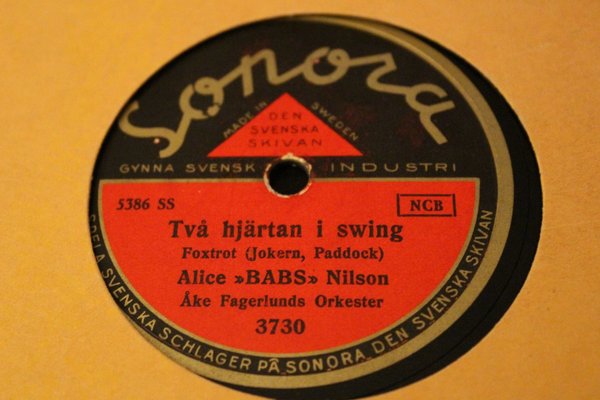 Sonora
MADE IN SWEDEN
DEN
SVENSKA
SKIVAN
GYNNA SVENSK INDUSTRI
5386 SS
NCB
Två hjärtan i swing
Foxtrot (Jokern, Paddock)
Alice »BABS» Nilson
Åke Fagerlunds Orkester
3730
SPELA SVENSKA SCHLAGER PÅ SONORA DEN SVENSKA SKIVAN